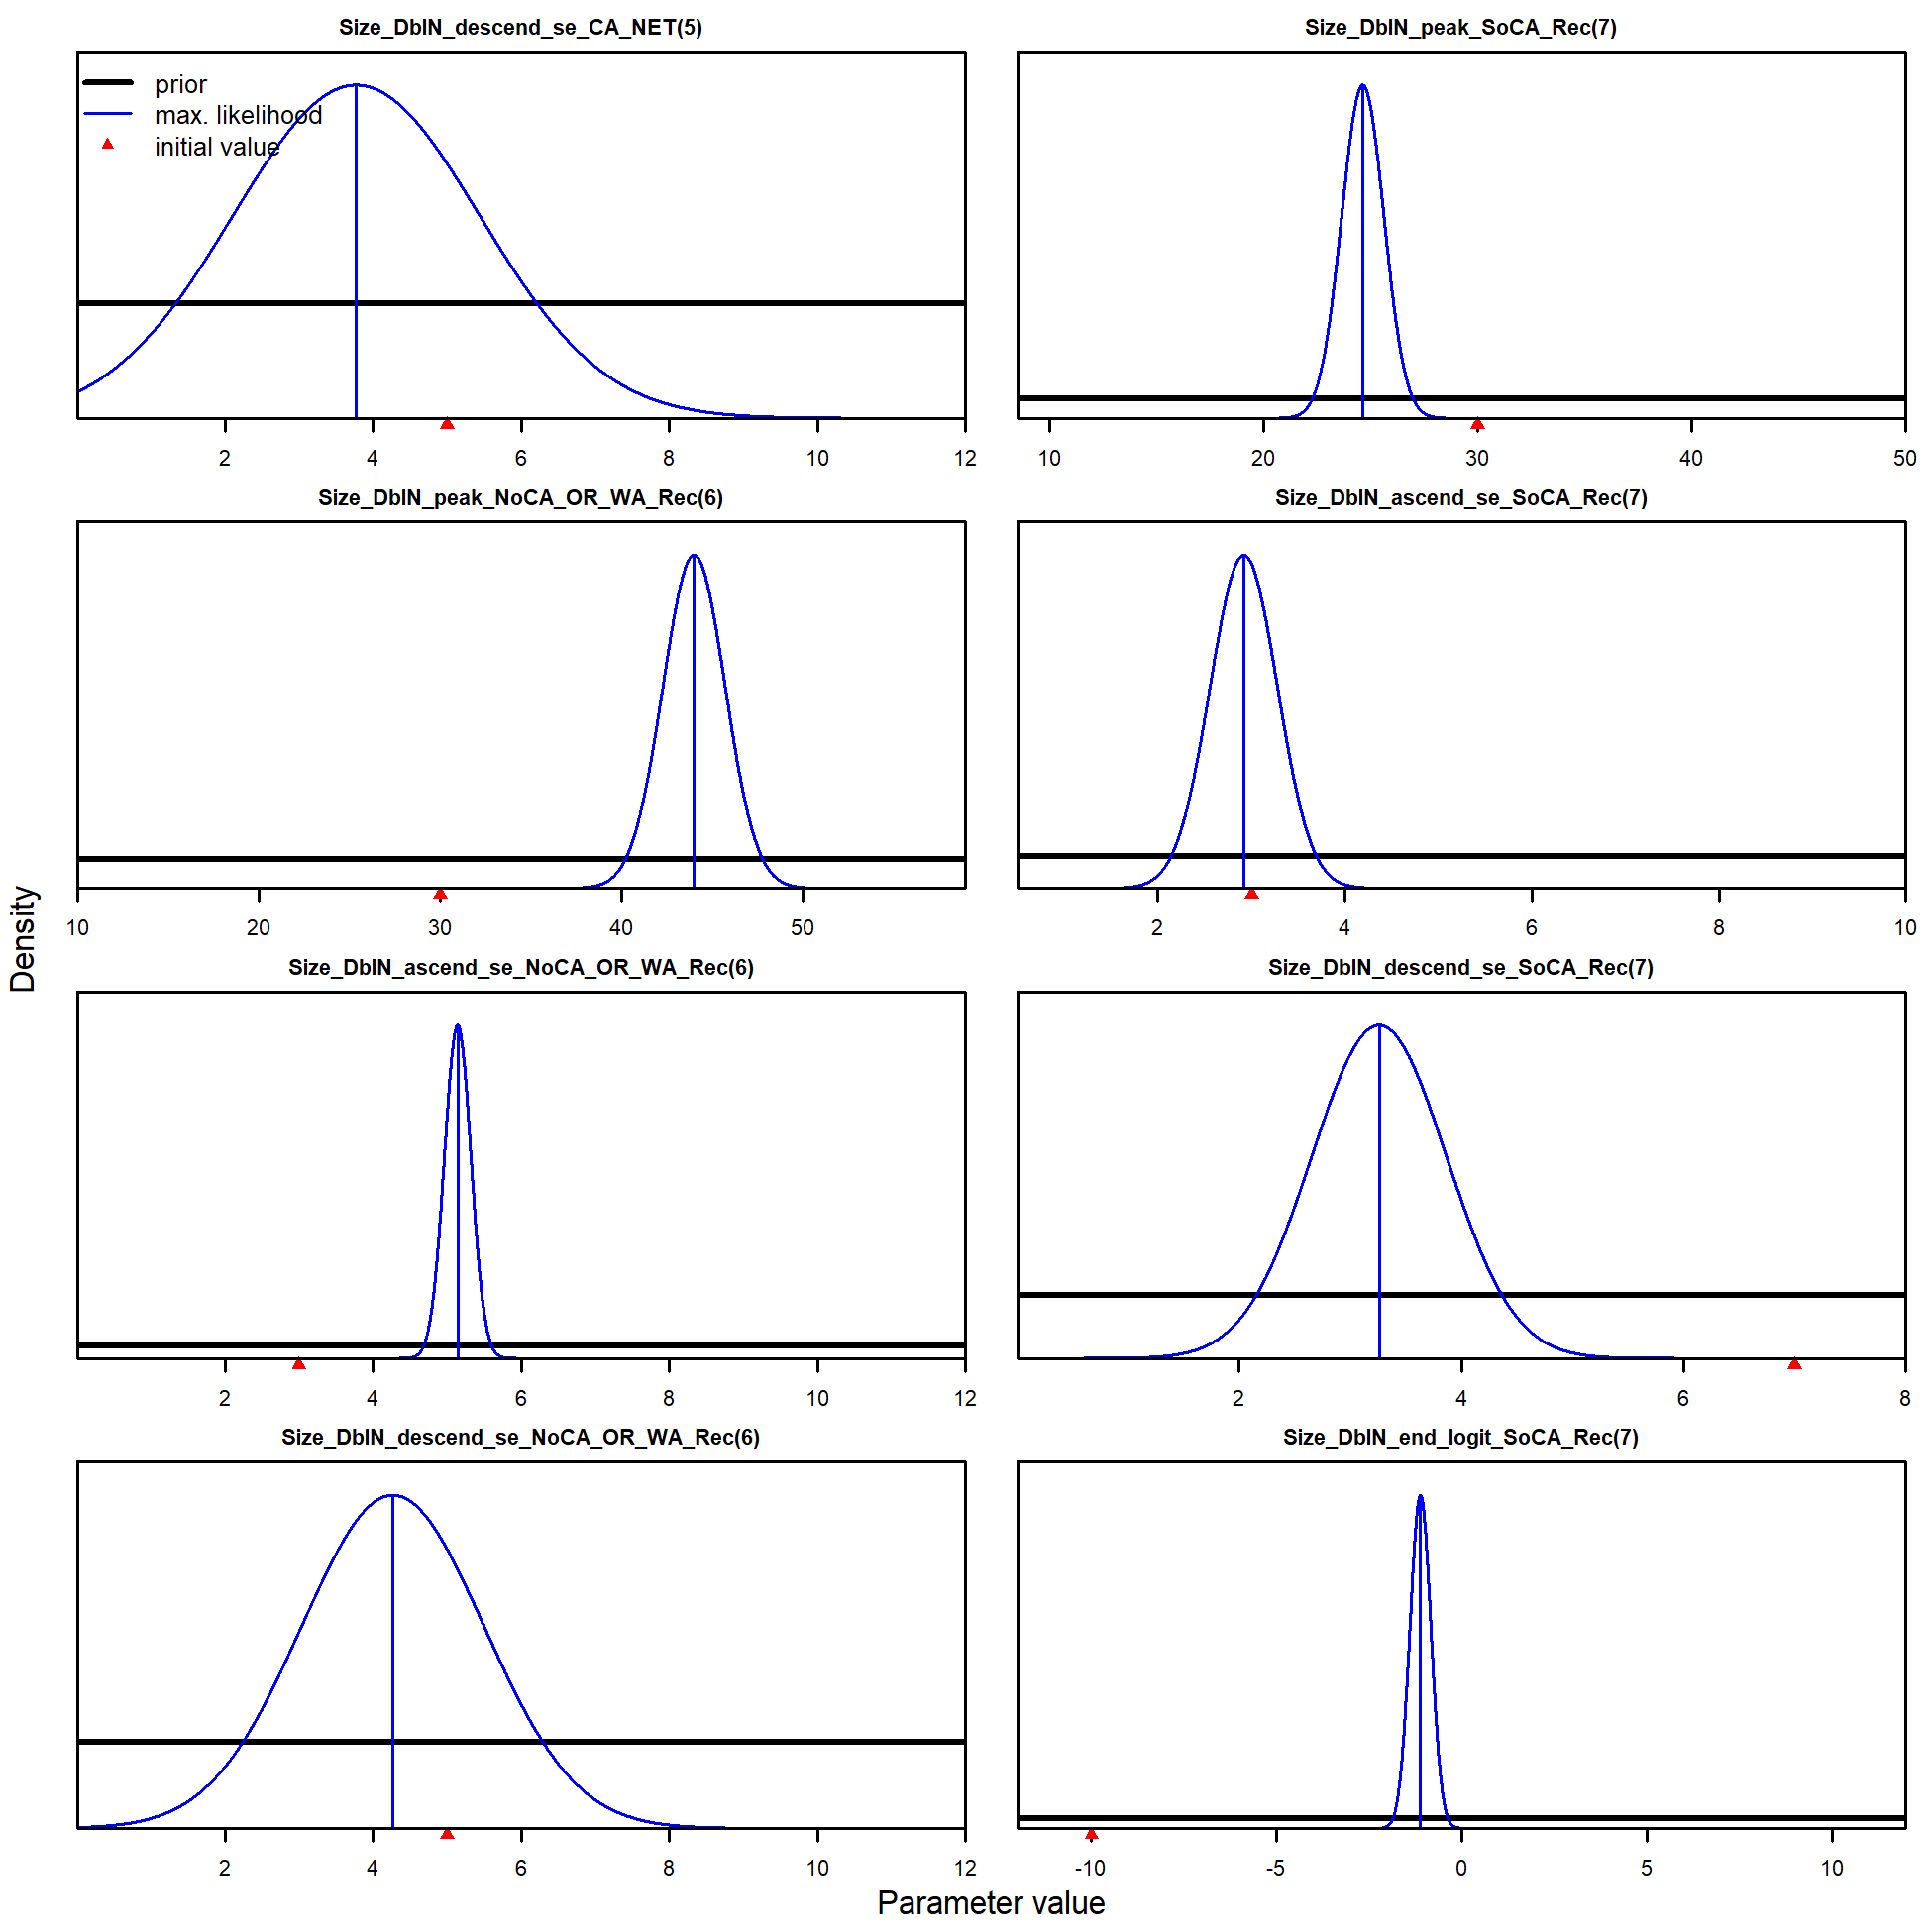 Size_DblN_descend_se_CA_NET(5)
prior
max. likelihood
initial value
2 4 6 8 10 12
Size_DblN_peak_SoCA_Rec(7)
10 20 30 40 50
Size_DblN_peak_NoCA_OR_WA_Rec(6)
10 20 30 40 50
Size_DblN_ascend_se_SoCA_Rec(7)
2 4 6 8 10
Size_DblN_ascend_se_NoCA_OR_WA_Rec(6)
2 4 6 8 10 12
Size_DblN_descend_se_SoCA_Rec(7)
2 4 6 8
Size_DblN_descend_se_NoCA_OR_WA_Rec(6)
2 4 6 8 10 12
Size_DblN_end_logit_SoCA_Rec(7)
-10 -5 0 5 10
Density
Parameter value